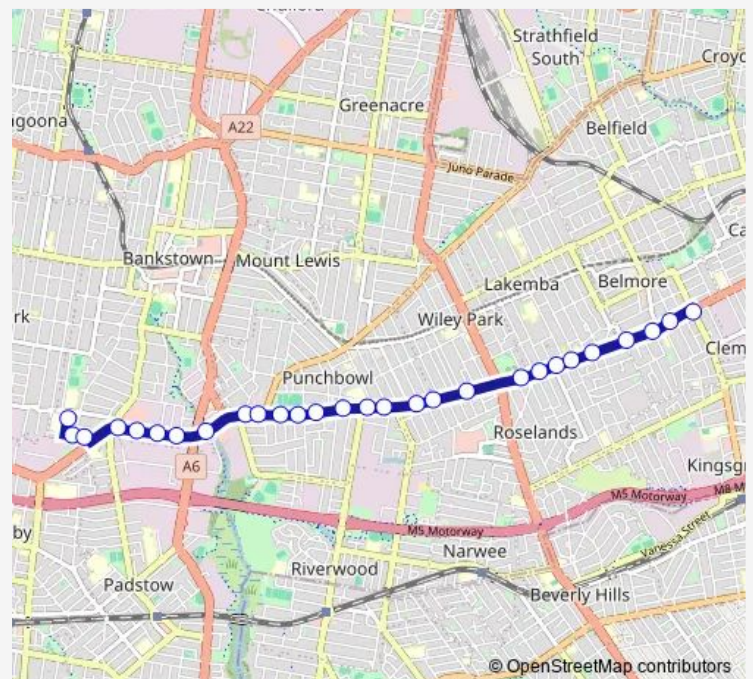 Chullora
Strathfield
South
Croyd
Greenacre
agoona
A22
Belfield
Juno Parade
Bankstown
Mount Lewis
Ca
Lakemba
Belmore
rk
Wiley Park
Clem
Punchbowl
Roselands
A6
Kingsgr
M5 Motorway
M8 M
M5 Motorway
Vanessa Street
by
Narwee
Riverwood
Padstow
Beverly Hills
© OpenStreetMap contributors